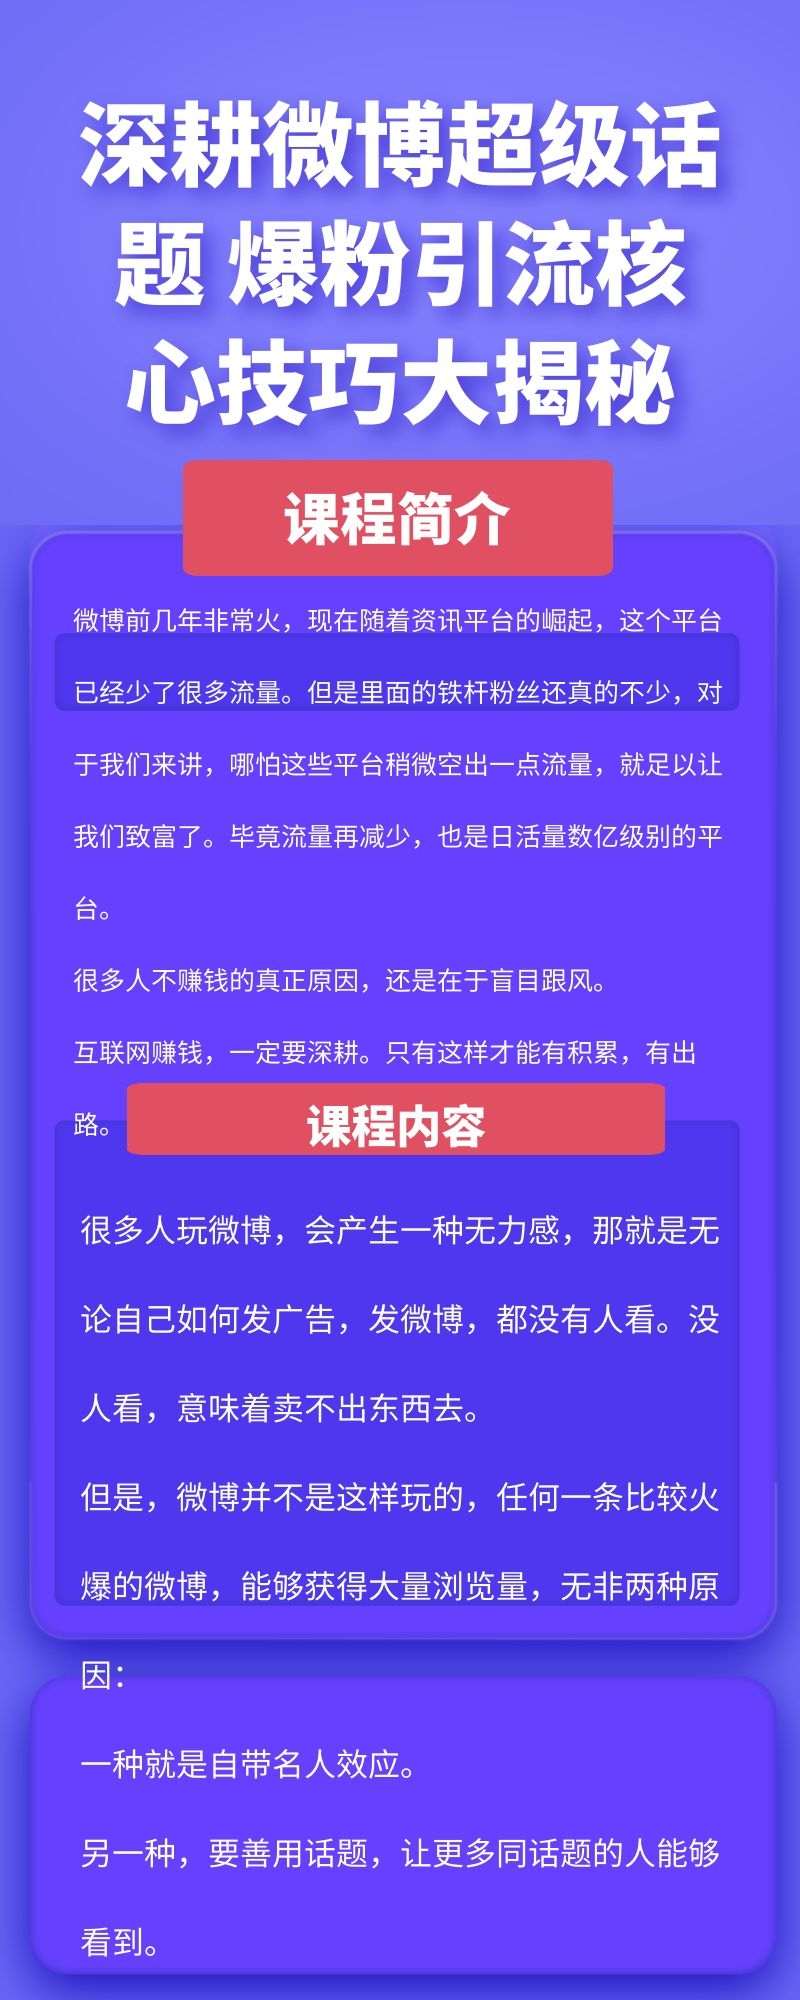 深耕微博超级话
题 爆粉引流核
心技巧大揭秘
课程简介
微博前几年非常火，现在随着资讯平台的崛起，这个平台
已经少了很多流量。但是里面的铁杆粉丝还真的不少，对
于我们来讲，哪怕这些平台稍微空出一点流量，就足以让
我们致富了。毕竟流量再减少，也是日活量数亿级别的平
台。
很多人不赚钱的真正原因，还是在于盲目跟风。
互联网赚钱，一定要深耕。只有这样才能有积累，有出
路。
课程内容
很多人玩微博，会产生一种无力感，那就是无
论自己如何发广告，发微博，都没有人看。没
人看，意味着卖不出东西去。
但是，微博并不是这样玩的，任何一条比较火
爆的微博，能够获得大量浏览量，无非两种原
因：
一种就是自带名人效应。
另一种，要善用话题，让更多同话题的人能够
看到。